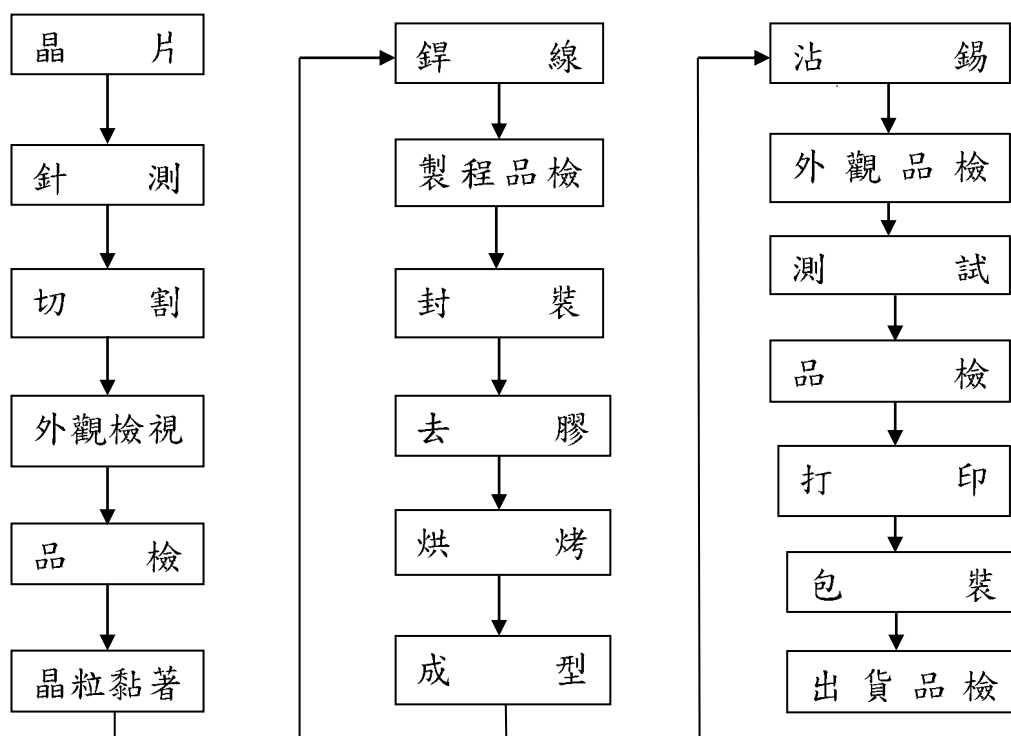 晶片
針測
切割
外觀檢視
品檢
晶粒黏著
銲線
製程品檢
封裝
去膠
烘烤
成型
沾錫
外觀品檢
測試
品檢
打印
包裝
出貨品檢